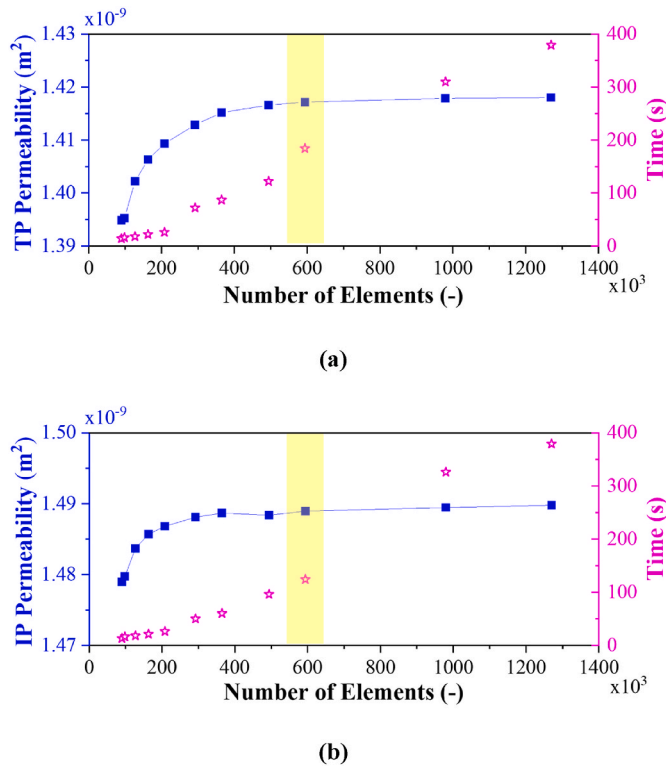 x10-9
1.43
1.42
1.41
1.40
1.39
TP Permeability (m2)
400
300
200
100
0
Time (s)
0 200 400 600 800 1000 1200 1400
x103
Number of Elements (-)
(a)
x10-9
1.50
1.49
1.48
1.47
IP Permeability (m2)
400
300
200
100
0
Time (s)
0 200 400 600 800 1000 1200 1400
x103
Number of Elements (-)
(b)